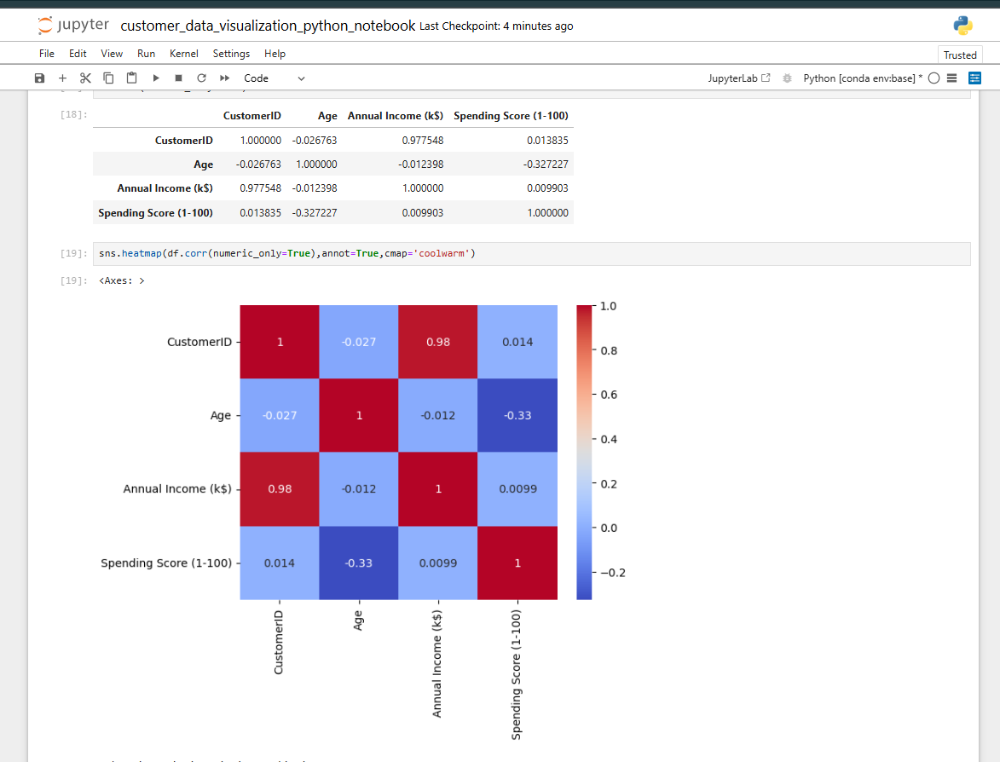 jupyter customer_data_visualization_python_notebook Last Checkpoint: 4 minutes ago
File Edit View Run Kernel Settings Help Trusted
Code JupyterLab Python [conda env:base] *
[18]:
CustomerID Age Annual Income (k$) Spending Score (1-100)
CustomerID 1.000000 -0.026763 0.977548 0.013835
Age -0.026763 1.000000 -0.012398 -0.327227
Annual Income (k$) 0.977548 -0.012398 1.000000 0.009903
Spending Score (1-100) 0.013835 -0.327227 0.009903 1.000000
[19]: sns.heatmap(df.corr(numeric_only=True),annot=True,cmap='coolwarm')
[19]: <Axes: >
CustomerID 1 -0.027 0.98 0.014
Age -0.027 1 -0.012 -0.33
Annual Income (k$) 0.98 -0.012 1 0.0099
Spending Score (1-100) 0.014 -0.33 0.0099 1
CustomerID
Age
Annual Income (k$)
Spending Score (1-100)
1.0
0.8
0.6
0.4
0.2
0.0
−0.2